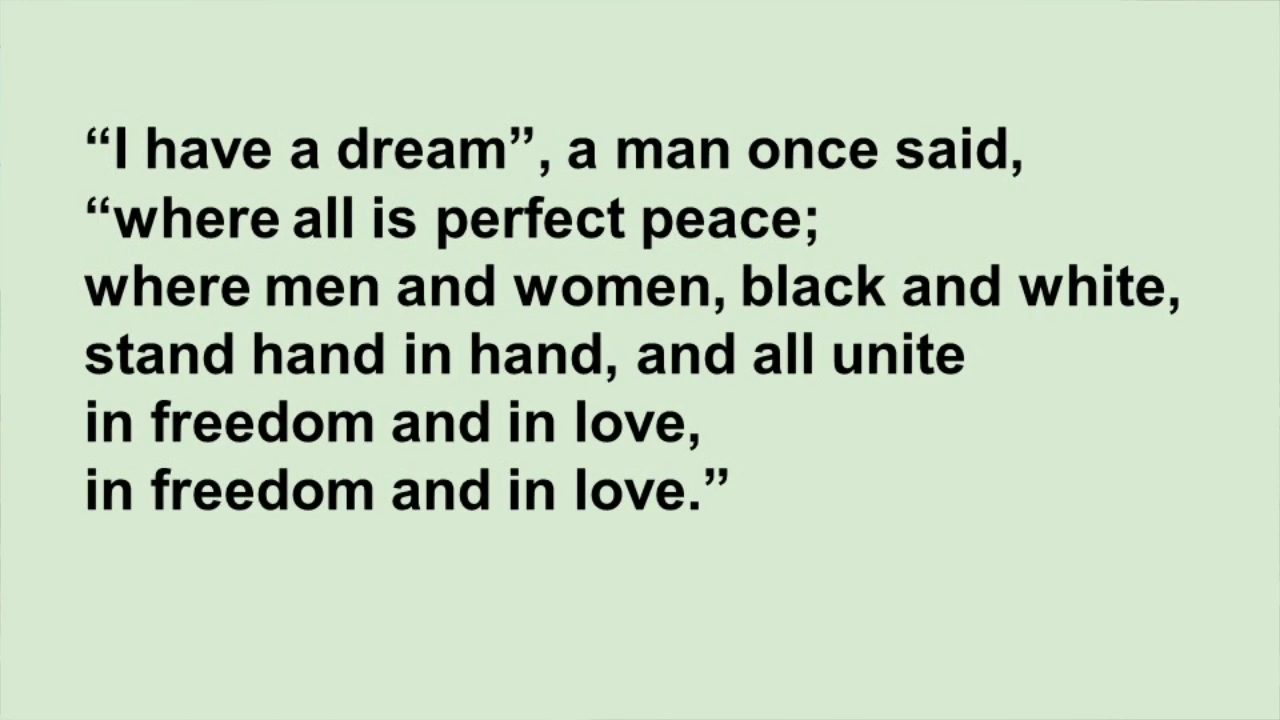 “I have a dream”, a man once said,
“where all is perfect peace;
where men and women, black and white,
stand hand in hand, and all unite
in freedom and in love,
in freedom and in love.”